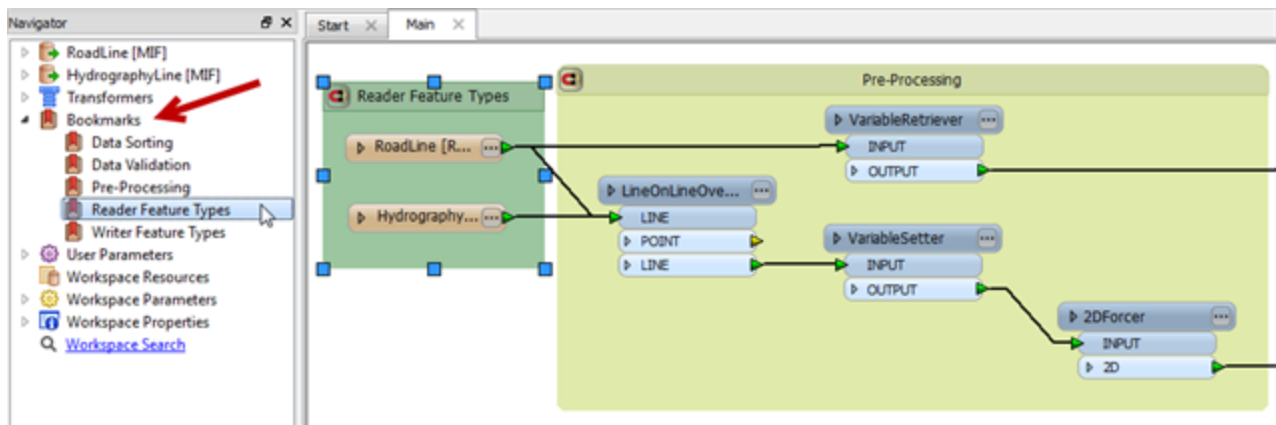 Navigator
RoadLine [MIF]
HydrographyLine [MIF]
Transformers
Bookmarks
Data Sorting
Data Validation
Pre-Processing
Reader Feature Types
Writer Feature Types
User Parameters
Workspace Resources
Workspace Parameters
Workspace Properties
Workspace Search
Start
Main
Reader Feature Types
RoadLine [R...
Hydrography...
Pre-Processing
VariableRetriever
INPUT
OUTPUT
LineOnLineOve...
LINE
POINT
LINE
VariableSetter
INPUT
OUTPUT
2DForcer
INPUT
2D